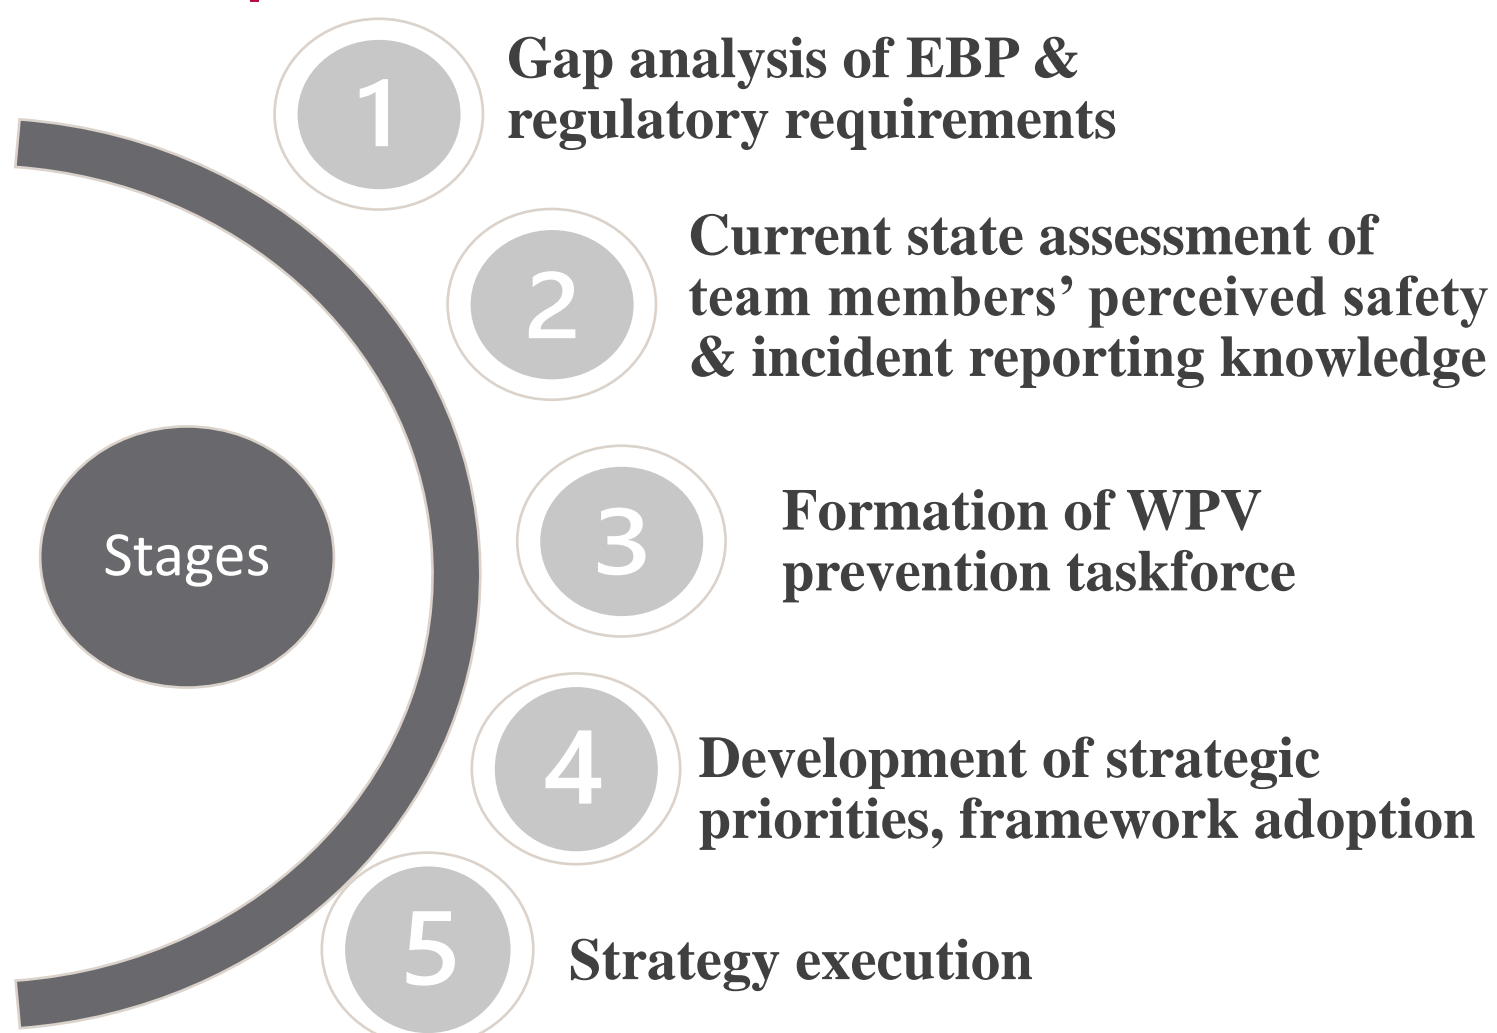 1
Gap analysis of EBP &
regulatory requirements
2
Current state assessment of
team members’ perceived safety
& incident reporting knowledge
Stages
3
Formation of WPV
prevention taskforce
4
Development of strategic
priorities, framework adoption
5
Strategy execution